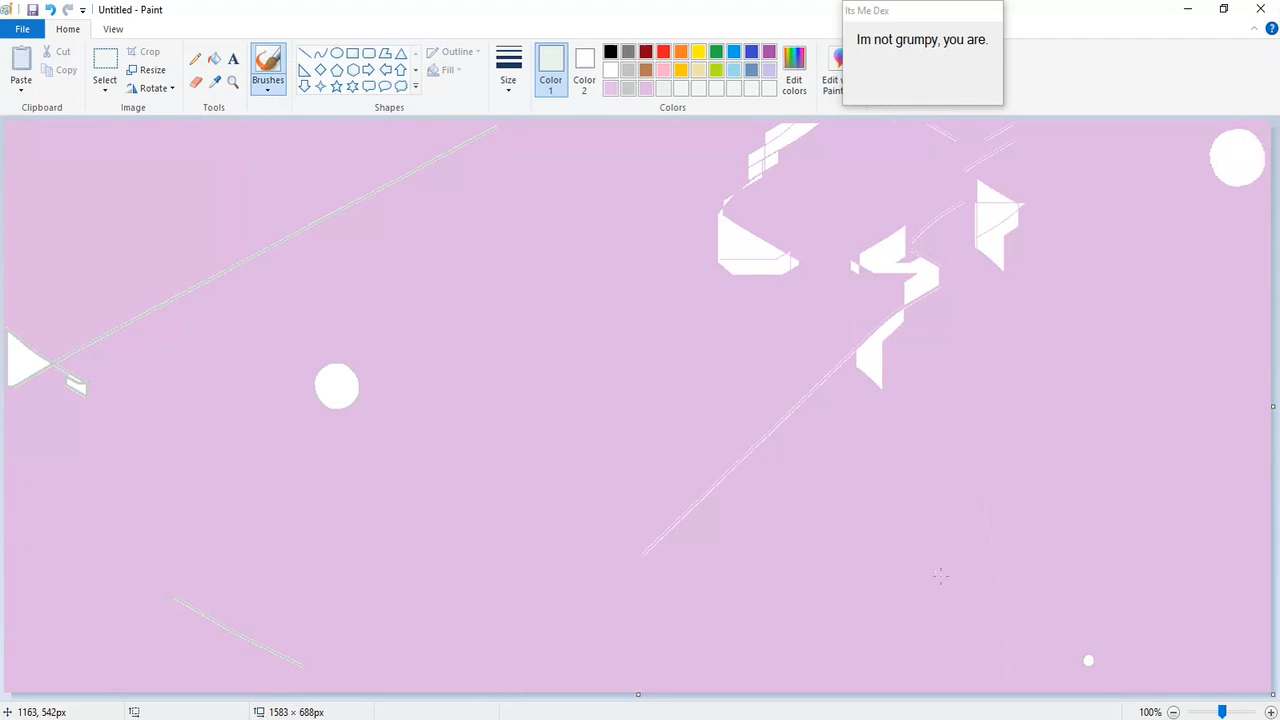 Untitled - Paint
Its Me Dex
File
Home
View
Im not grumpy, you are.
Paste
Cut
Copy
Clipboard
Select
Crop
Resize
Rotate
Image
A
Tools
Brushes
Outline
Fill
Shapes
Size
Color
1
Color
2
Edit
colors
Colors
Edit
Paint
1163, 542px
1583 × 688px
100%